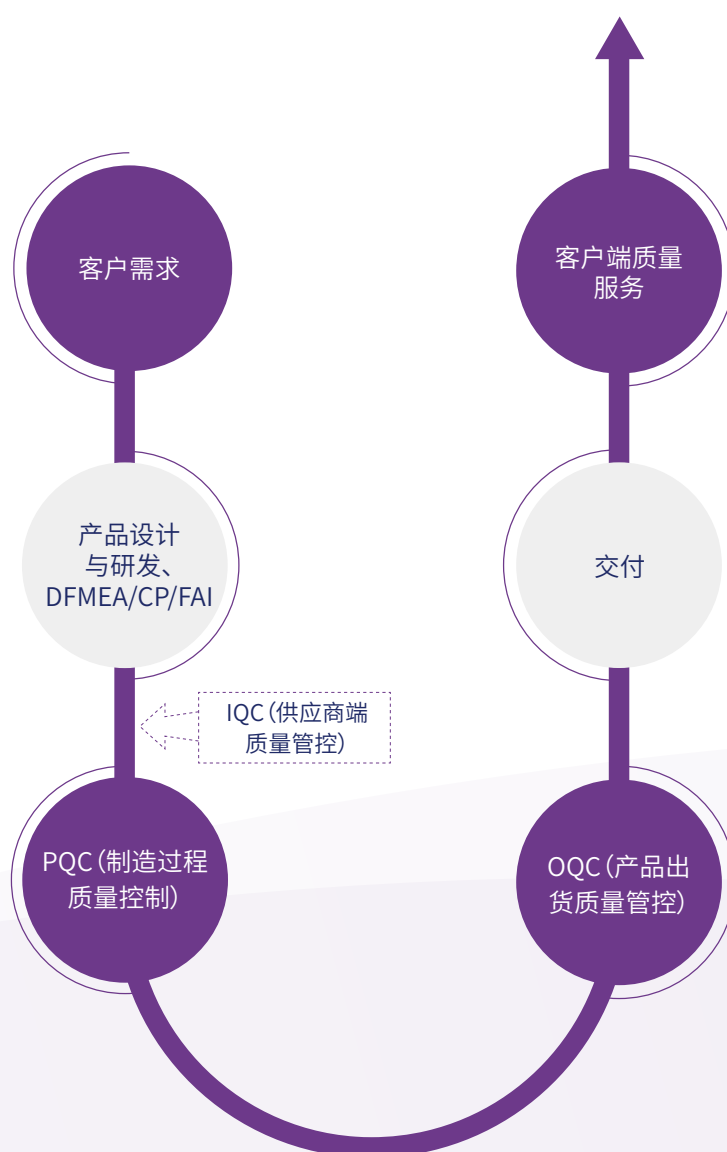 客户需求
产品设计
与研发、
DFMEA/CP/FAI
IQC（供应商端
质量管控）
PQC（制造过程
质量控制）
OQC（产品出
货质量管控）
交付
客户端质量
服务